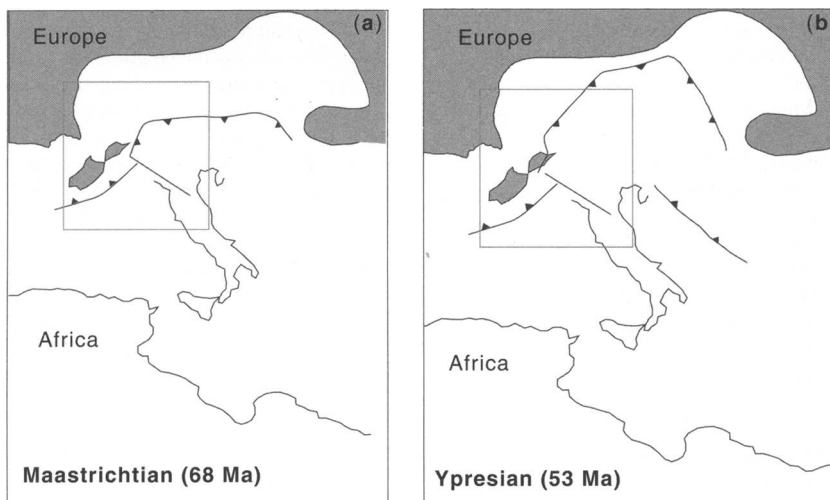 (a)
Europe
Africa
Maastrichtian (68 Ma)
(b)
Europe
Africa
Ypresian (53 Ma)